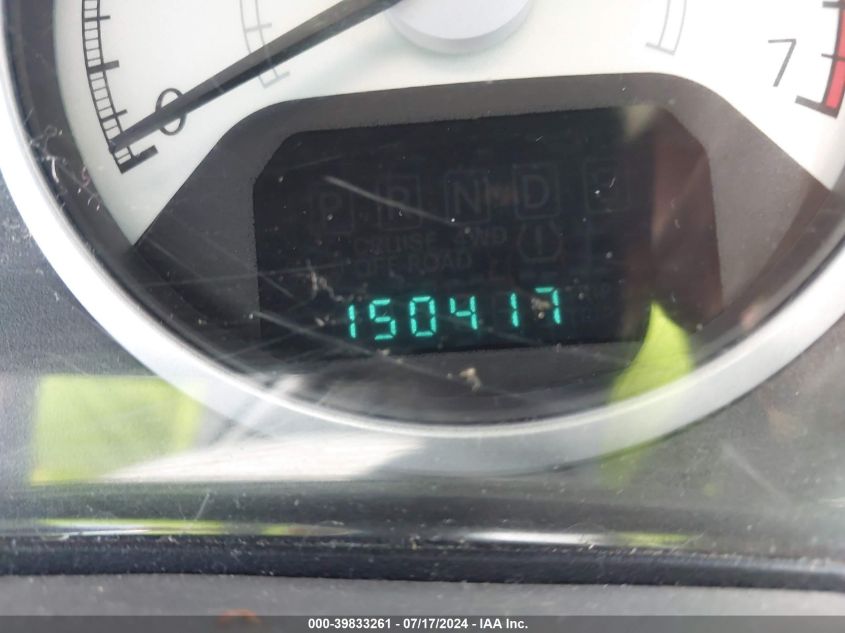 0
7
P R N D
CRUISE 4WD
OFF ROAD
150417
000-39833261 - 07/17/2024 - IAA Inc.